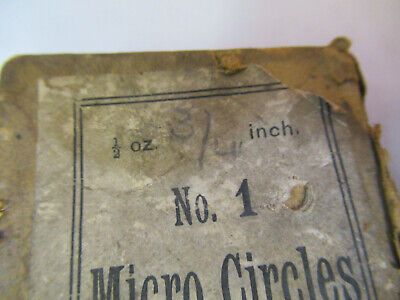 ½ oz. 3/4 inch.
No. 1
Micro Circles